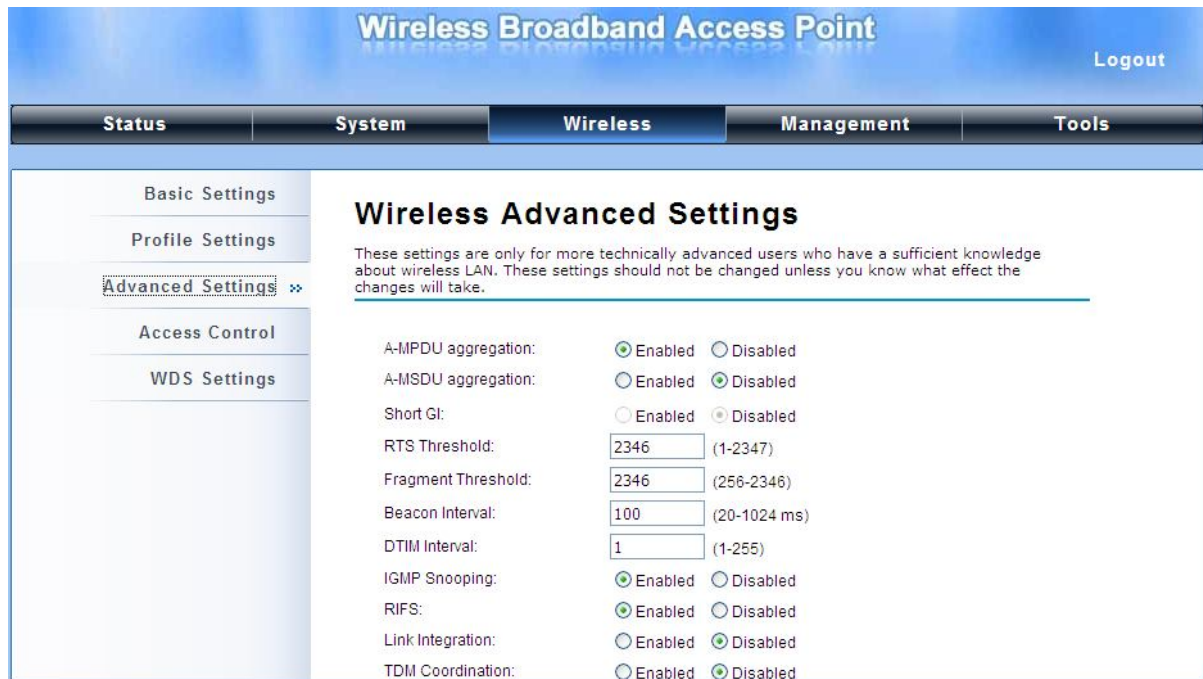 Wireless Broadband Access Point
Logout
Status System Wireless Management Tools
Basic Settings
Profile Settings
Advanced Settings »
Access Control
WDS Settings
Wireless Advanced Settings
These settings are only for more technically advanced users who have a sufficient knowledge
about wireless LAN. These settings should not be changed unless you know what effect the
changes will take.
A-MPDU aggregation: Enabled Disabled
A-MSDU aggregation: Enabled Disabled
Short GI: Enabled Disabled
RTS Threshold: 2346 (1-2347)
Fragment Threshold: 2346 (256-2346)
Beacon Interval: 100 (20-1024 ms)
DTIM Interval: 1 (1-255)
IGMP Snooping: Enabled Disabled
RIFS: Enabled Disabled
Link Integration: Enabled Disabled
TDM Coordination: Enabled Disabled